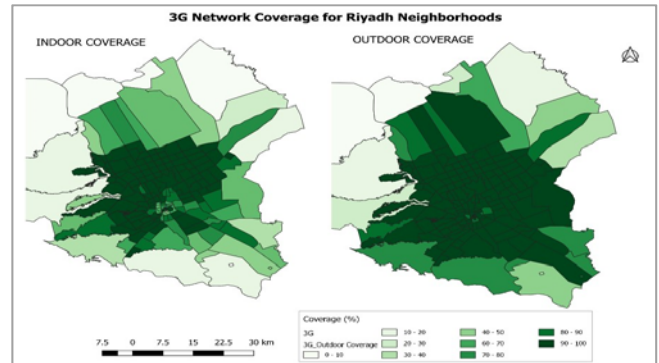 3G Network Coverage for Riyadh Neighborhoods
INDOOR COVERAGE
OUTDOOR COVERAGE
Coverage (%)
3G
3G_Outdoor Coverage
0 - 10
10 - 20
20 - 30
30 - 40
40 - 50
60 - 70
70 - 80
80 - 90
90 - 100
7.5 0 7.5 15 22.5 30 km